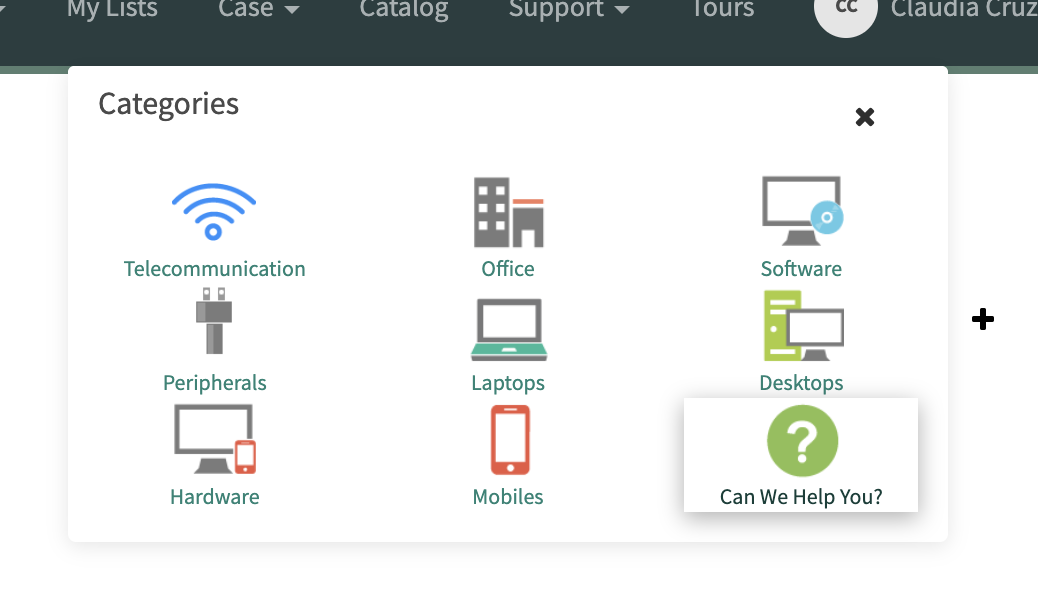 My Lists Case Catalog Support Tours CC Claudia Cruz
Categories
Telecommunication Office Software
Peripherals Laptops Desktops
Hardware Mobiles Can We Help You?